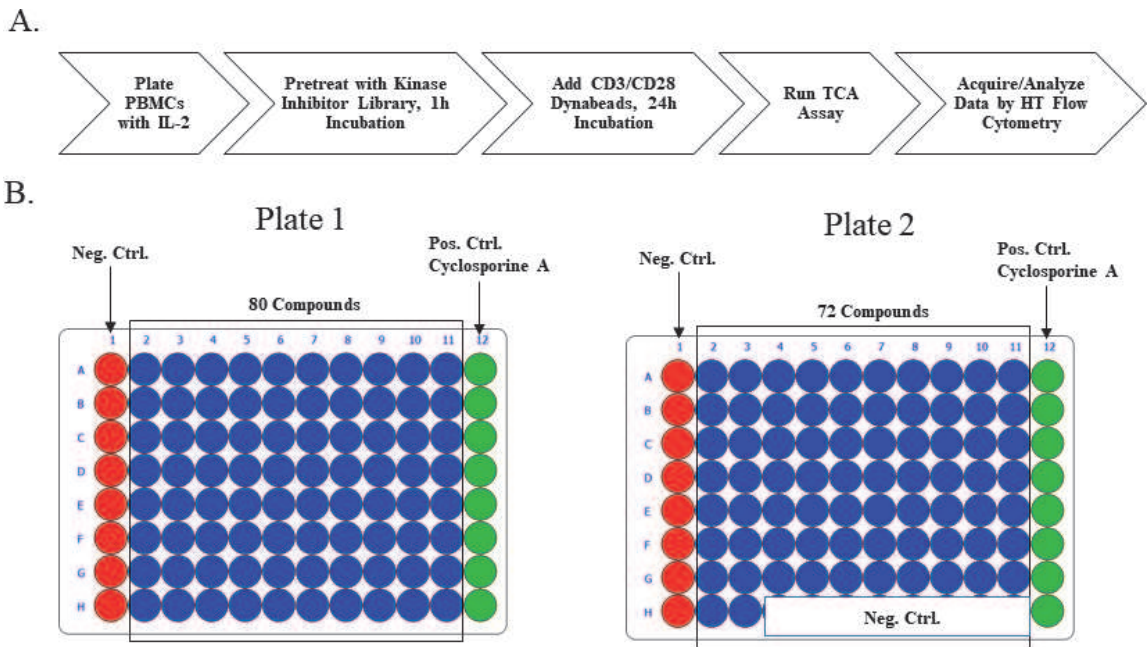 A.
Plate
PBMCs
with IL-2
Pretreat with Kinase
Inhibitor Library, 1h
Incubation
Add CD3/CD28
Dynabeads, 24h
Incubation
Run TCA
Assay
Acquire/Analyze
Data by HT Flow
Cytometry
B.
Plate 1
Neg. Ctrl.
Pos. Ctrl.
Cyclosporine A
80 Compounds
1 2 3 4 5 6 7 8 9 10 11 12
A
B
C
D
E
F
G
H
Plate 2
Neg. Ctrl.
Pos. Ctrl.
Cyclosporine A
72 Compounds
1 2 3 4 5 6 7 8 9 10 11 12
A
B
C
D
E
F
G
H
Neg. Ctrl.